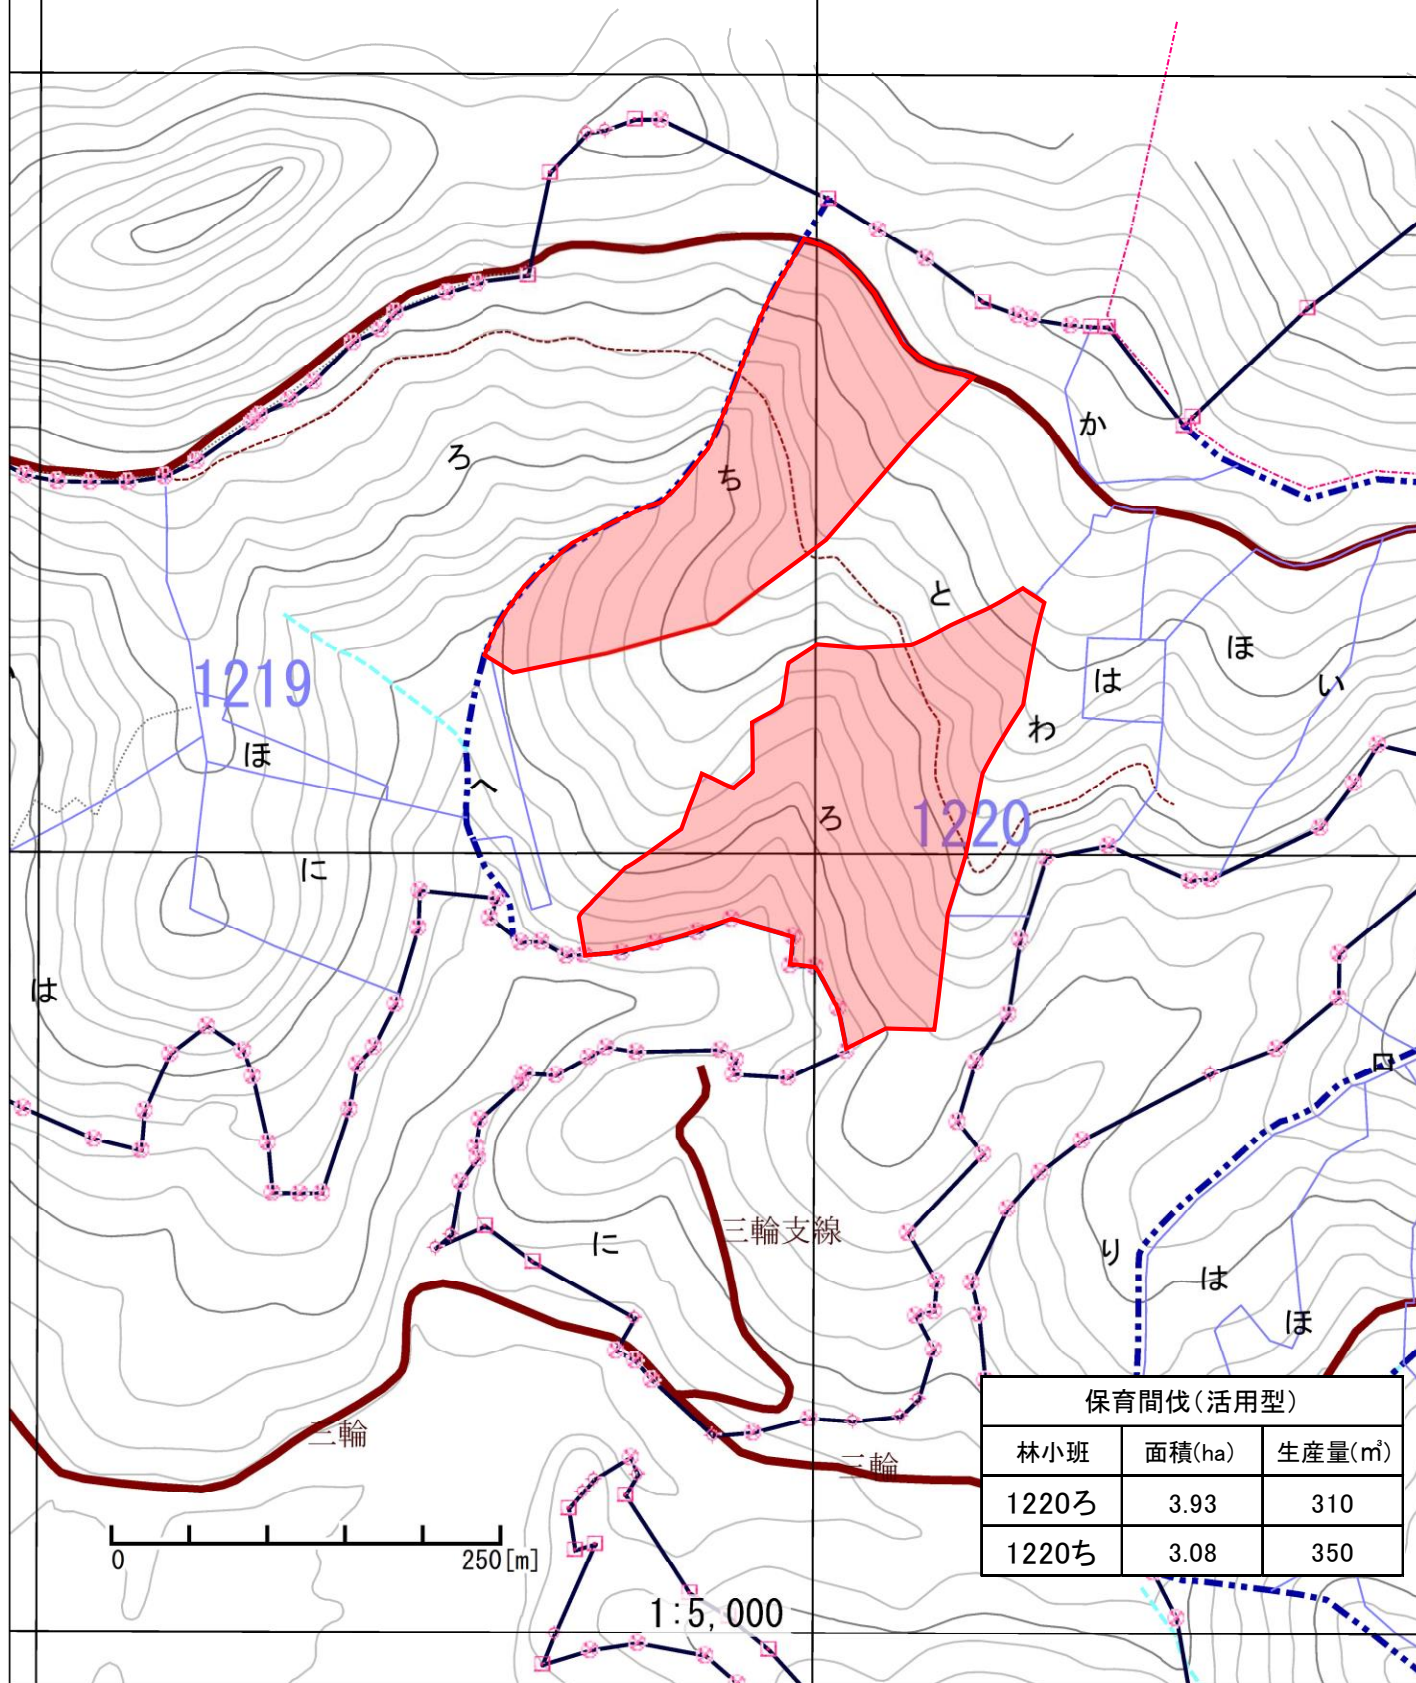 か
ろ
ち
と
ほ
は
い
1219
わ
ほ
へ
ろ
1220
に
は
三輪支線
に
り
は
ほ
三輪
三輪
ロ
保育間伐(活用型)
林小班 面積(ha) 生産量(㎥)
1220ろ 3.93 310
1220ち 3.08 350
0 250[m]
1:5,000